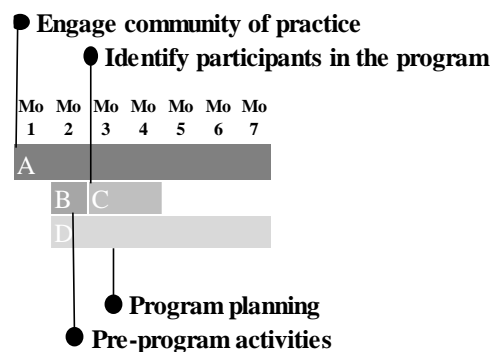 Engage community of practice
Identify participants in the program
Mo Mo Mo Mo Mo Mo Mo
1 2 3 4 5 6 7
A
B C
D
Program planning
Pre-program activities